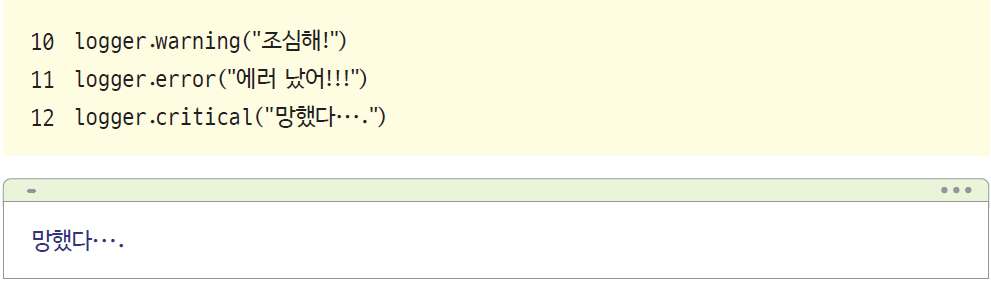 10 logger.warning("조심해!")
11 logger.error("에러 났어!!!")
12 logger.critical("망했다….")
망했다….